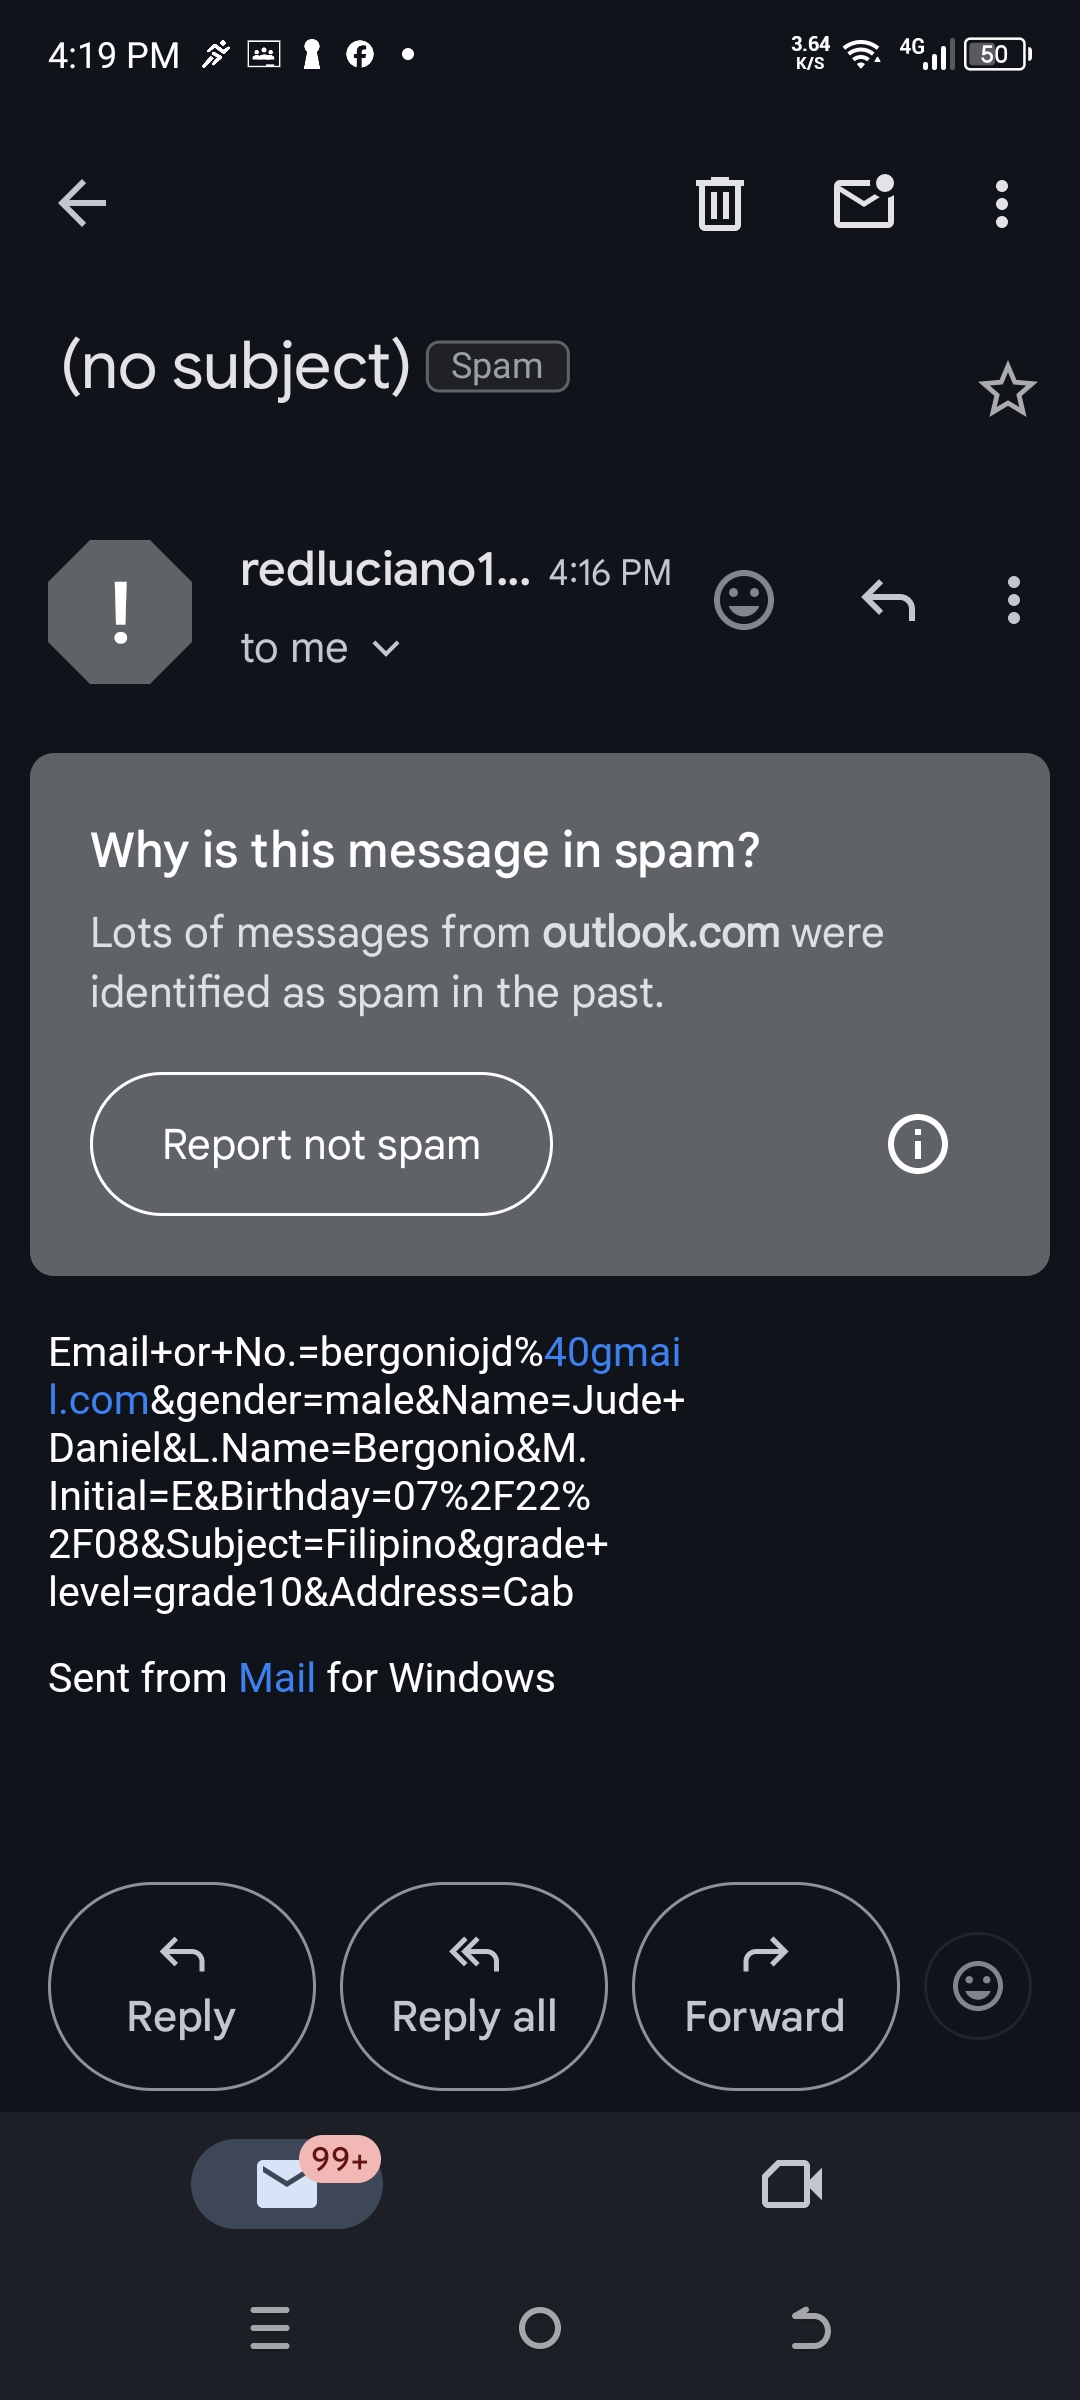 4:19 PM
3.64
K/S
4G
50
(no subject)
Spam
redluciano1... 4:16 PM
to me
Why is this message in spam?
Lots of messages from outlook.com were
identified as spam in the past.
Report not spam
Email+or+No.=bergoniojd%40gmai
l.com&gender=male&Name=Jude+
Daniel&L.Name=Bergonio&M.
Initial=E&Birthday=07%2F22%
2F08&Subject=Filipino&grade+
level=grade10&Address=Cab
Sent from Mail for Windows
Reply
Reply all
Forward
99+